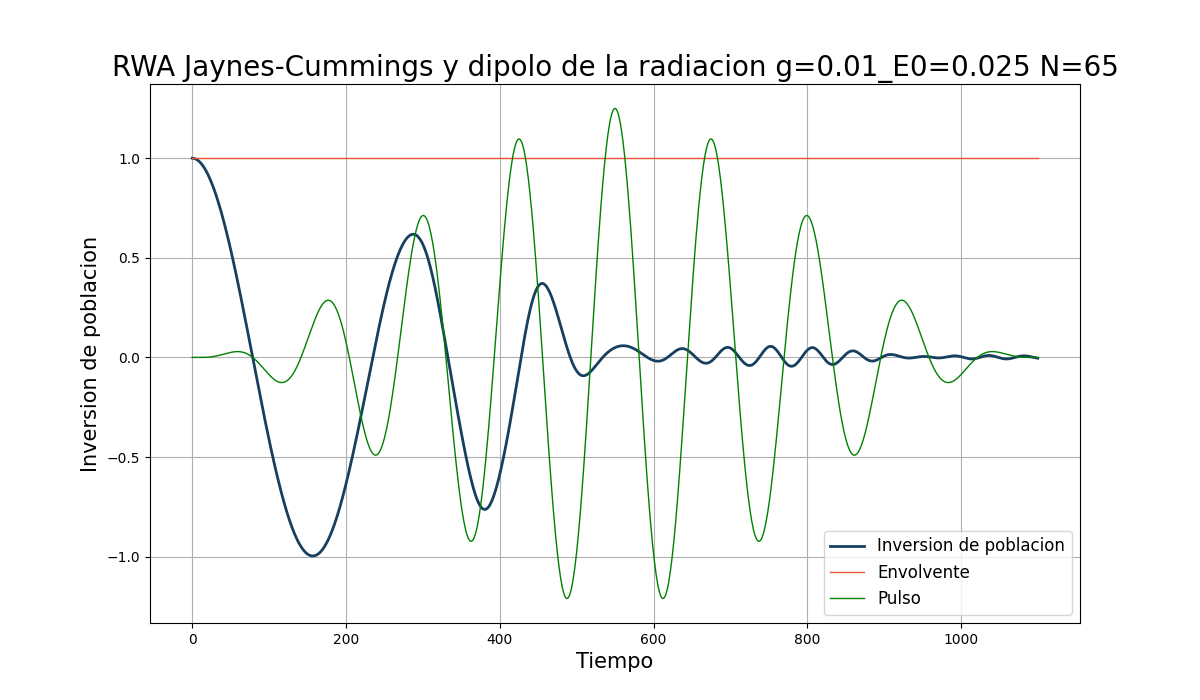 RWA Jaynes-Cummings y dipolo de la radiacion g=0.01_E0=0.025 N=65
Inversion de poblacion
1.0
0.5
0.0
−0.5
−1.0
Inversion de poblacion
Envolvente
Pulso
0 200 400 600 800 1000
Tiempo